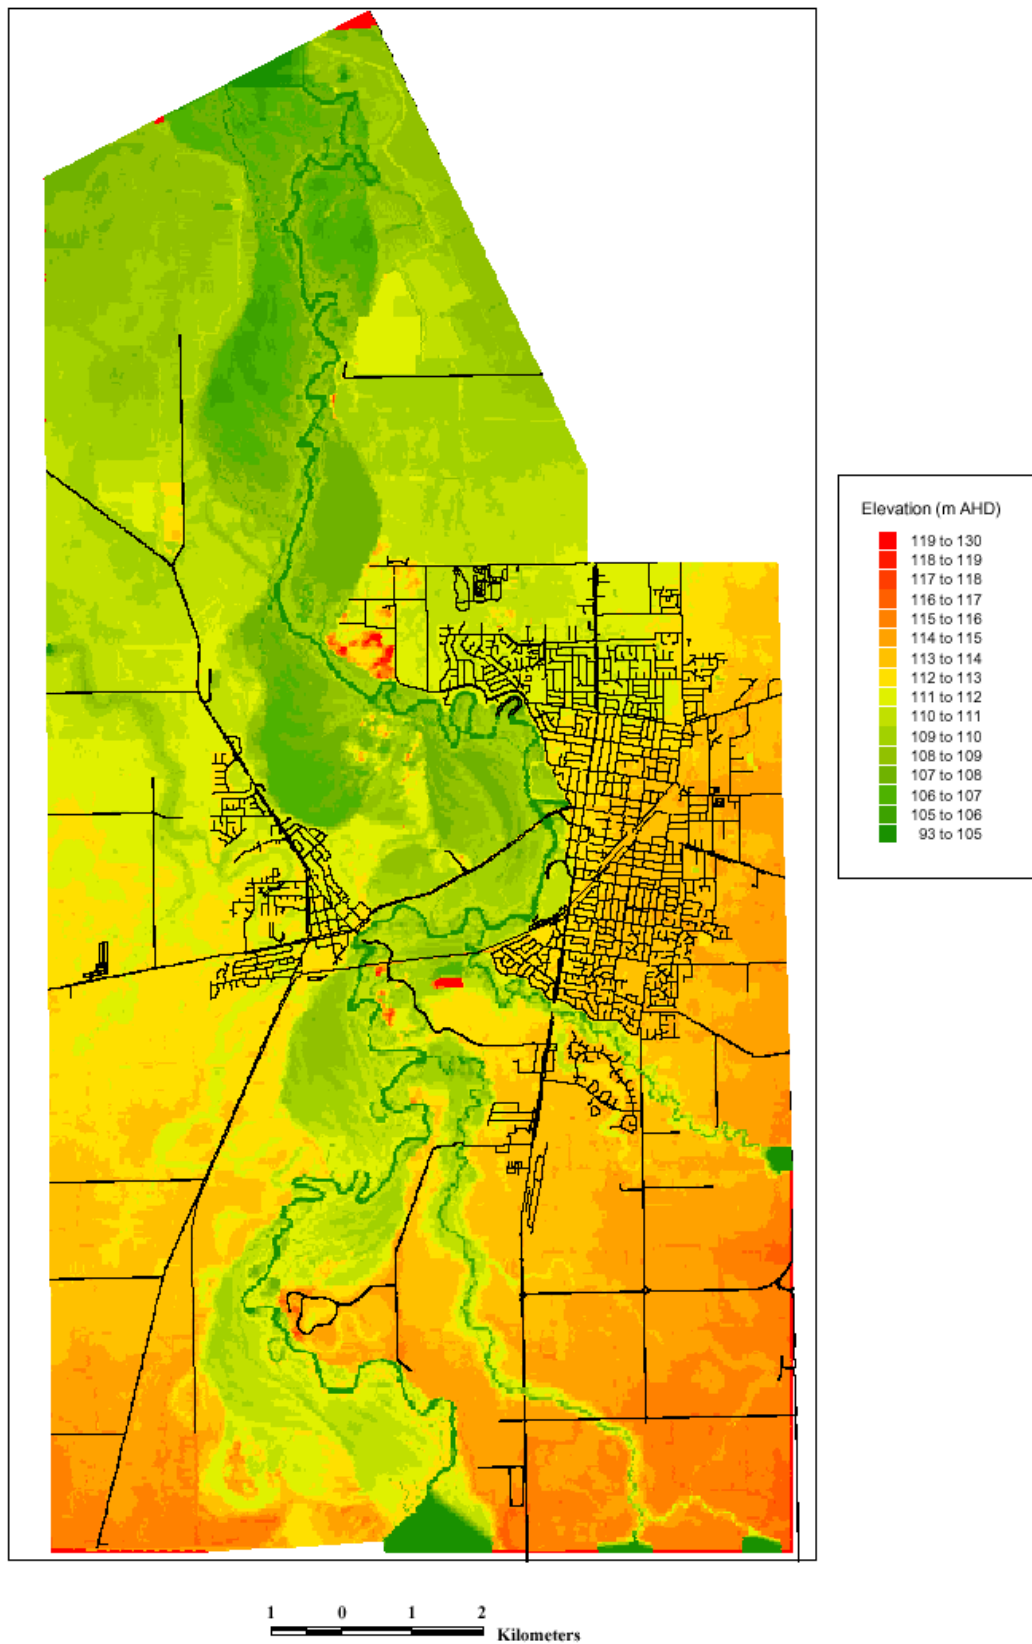 Elevation (m AHD)
119 to 130
118 to 119
117 to 118
116 to 117
115 to 116
114 to 115
113 to 114
112 to 113
111 to 112
110 to 111
109 to 110
108 to 109
107 to 108
106 to 107
105 to 106
93 to 105
1 0 1 2
Kilometers